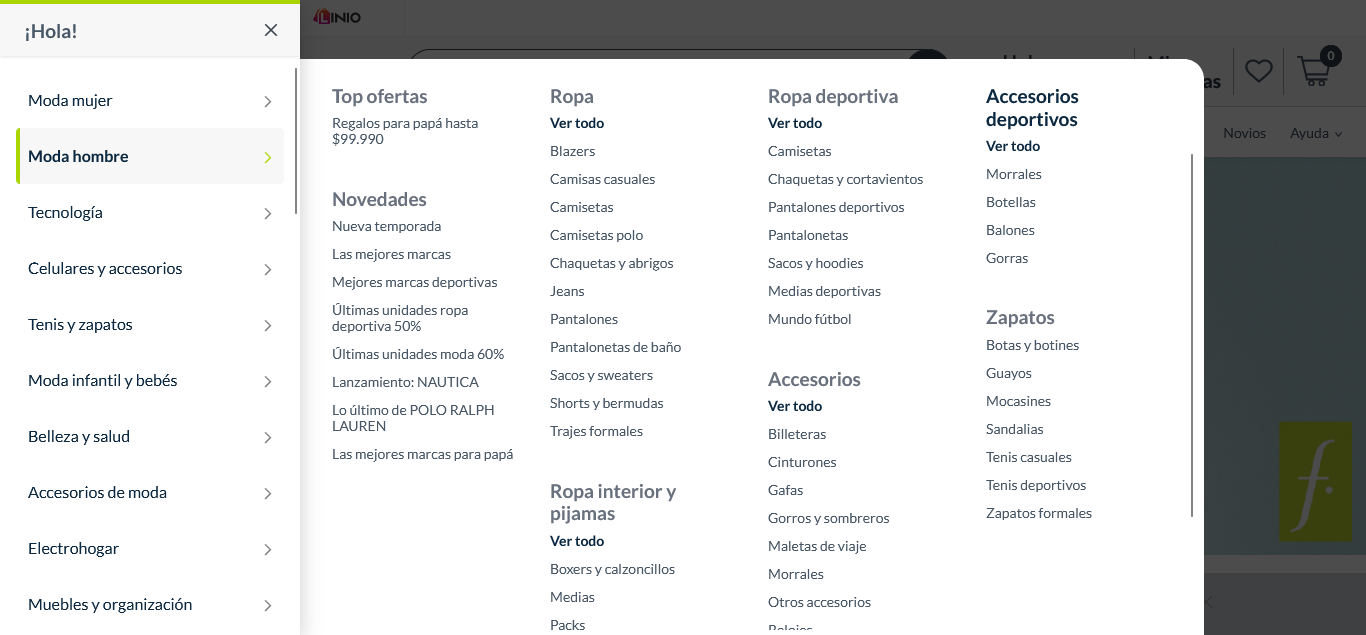 ¡Hola!
Moda mujer
Moda hombre
Tecnología
Celulares y accesorios
Tenis y zapatos
Moda infantil y bebés
Belleza y salud
Accesorios de moda
Electrohogar
Muebles y organización
LINIO
0
as
Novios
Ayuda
Top ofertas
Regalos para papá hasta
$99.990
Novedades
Nueva temporada
Las mejores marcas
Mejores marcas deportivas
Últimas unidades ropa
deportiva 50%
Últimas unidades moda 60%
Lanzamiento: NAUTICA
Lo último de POLO RALPH
LAUREN
Las mejores marcas para papá
Ropa
Ver todo
Blazers
Camisas casuales
Camisetas
Camisetas polo
Chaquetas y abrigos
Jeans
Pantalones
Pantalonetas de baño
Sacos y sweaters
Shorts y bermudas
Trajes formales
Ropa interior y
pijamas
Ver todo
Boxers y calzoncillos
Medias
Packs
Ropa deportiva
Ver todo
Camisetas
Chaquetas y cortavientos
Pantalones deportivos
Pantalonetas
Sacos y hoodies
Medias deportivas
Mundo fútbol
Accesorios
Ver todo
Billeteras
Cinturones
Gafas
Gorros y sombreros
Maletas de viaje
Morrales
Otros accesorios
Relojes
Accesorios
deportivos
Ver todo
Morrales
Botellas
Balones
Gorras
Zapatos
Botas y botines
Guayos
Mocasines
Sandalias
Tenis casuales
Tenis deportivos
Zapatos formales
f.